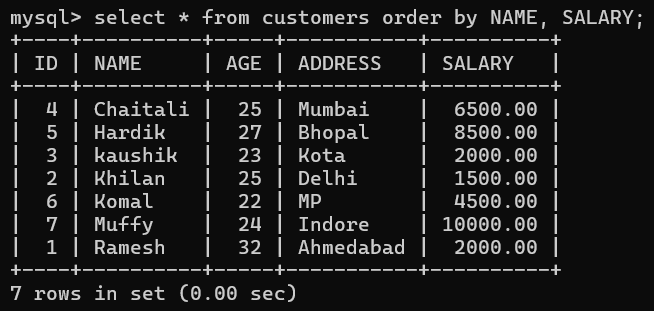 mysql> select * from customers order by NAME, SALARY;
+----+----------+-----+-----------+----------+
| ID | NAME     | AGE | ADDRESS   | SALARY   |
+----+----------+-----+-----------+----------+
|  4 | Chaitali |  25 | Mumbai    |  6500.00 |
|  5 | Hardik   |  27 | Bhopal    |  8500.00 |
|  3 | kaushik  |  23 | Kota      |  2000.00 |
|  2 | Khilan   |  25 | Delhi     |  1500.00 |
|  6 | Komal    |  22 | MP        |  4500.00 |
|  7 | Muffy    |  24 | Indore    | 10000.00 |
|  1 | Ramesh   |  32 | Ahmedabad |  2000.00 |
+----+----------+-----+-----------+----------+
7 rows in set (0.00 sec)